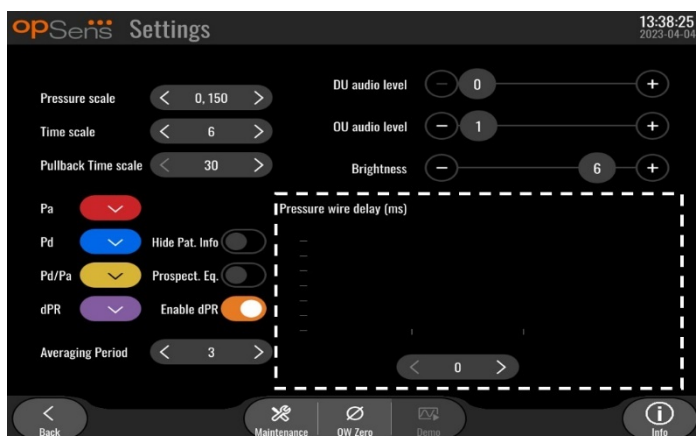 opSens Settings
13:38:25
2023-04-04
Pressure scale 0, 150
Time scale 6
Pullback Time scale 30
DU audio level 0
OU audio level 1
Brightness 6
Pa
Pd Hide Pat. Info
Pd/Pa Prospect. Eq.
dPR Enable dPR
Averaging Period 3
Pressure wire delay (ms)
0
Back
Maintenance
OW Zero
Demo
Info